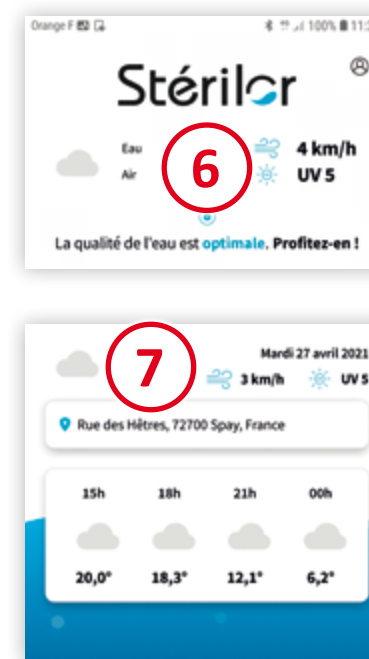 Orange F 100% 11:
Stérilor
Eau 4 km/h
Air 6 UV 5
La qualité de l'eau est optimale. Profitez-en !
7 Mardi 27 avril 2021
3 km/h UV 5
Rue des Hêtres, 72700 Spay, France
15h 18h 21h 00h
20,0° 18,3° 12,1° 6,2°